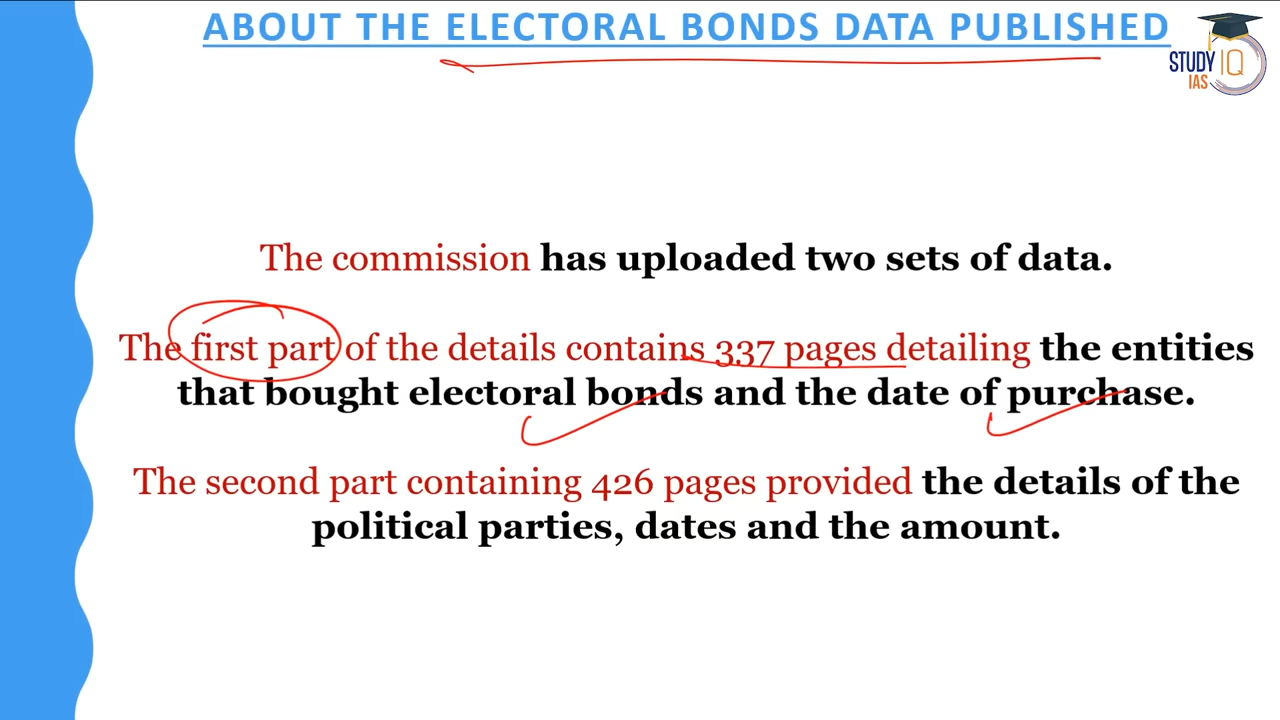 ABOUT THE ELECTORAL BONDS DATA PUBLISHED
STUDY IQ
IAS
The commission has uploaded two sets of data.
The first part of the details contains 337 pages detailing the entities
that bought electoral bonds and the date of purchase.
The second part containing 426 pages provided the details of the
political parties, dates and the amount.